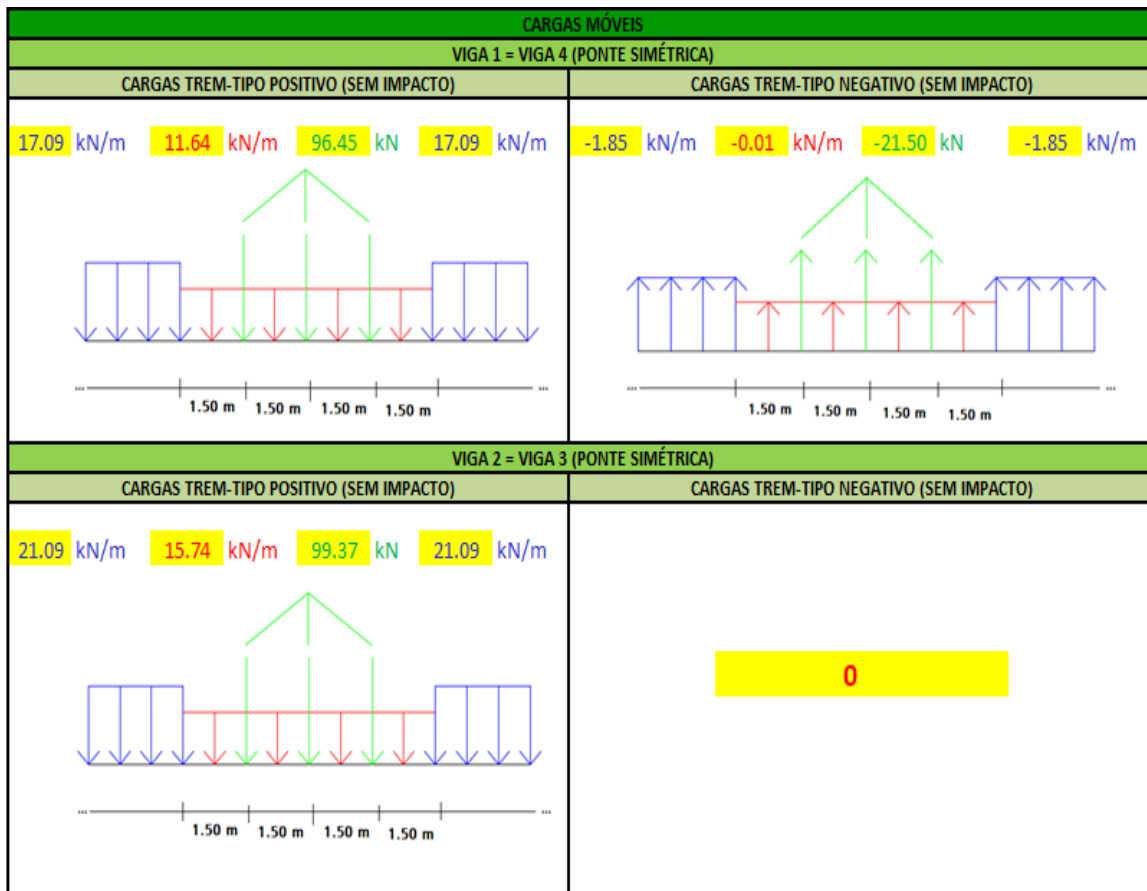 CARGAS MÓVEIS
VIGA 1 = VIGA 4 (PONTE SIMÉTRICA)
CARGAS TREM-TIPO POSITIVO (SEM IMPACTO)
CARGAS TREM-TIPO NEGATIVO (SEM IMPACTO)
17.09 kN/m 11.64 kN/m 96.45 kN 17.09 kN/m
-1.85 kN/m -0.01 kN/m -21.50 kN -1.85 kN/m
... ...
1.50 m 1.50 m 1.50 m 1.50 m
... ...
1.50 m 1.50 m 1.50 m 1.50 m
VIGA 2 = VIGA 3 (PONTE SIMÉTRICA)
CARGAS TREM-TIPO POSITIVO (SEM IMPACTO)
CARGAS TREM-TIPO NEGATIVO (SEM IMPACTO)
21.09 kN/m 15.74 kN/m 99.37 kN 21.09 kN/m
... ...
1.50 m 1.50 m 1.50 m 1.50 m
0